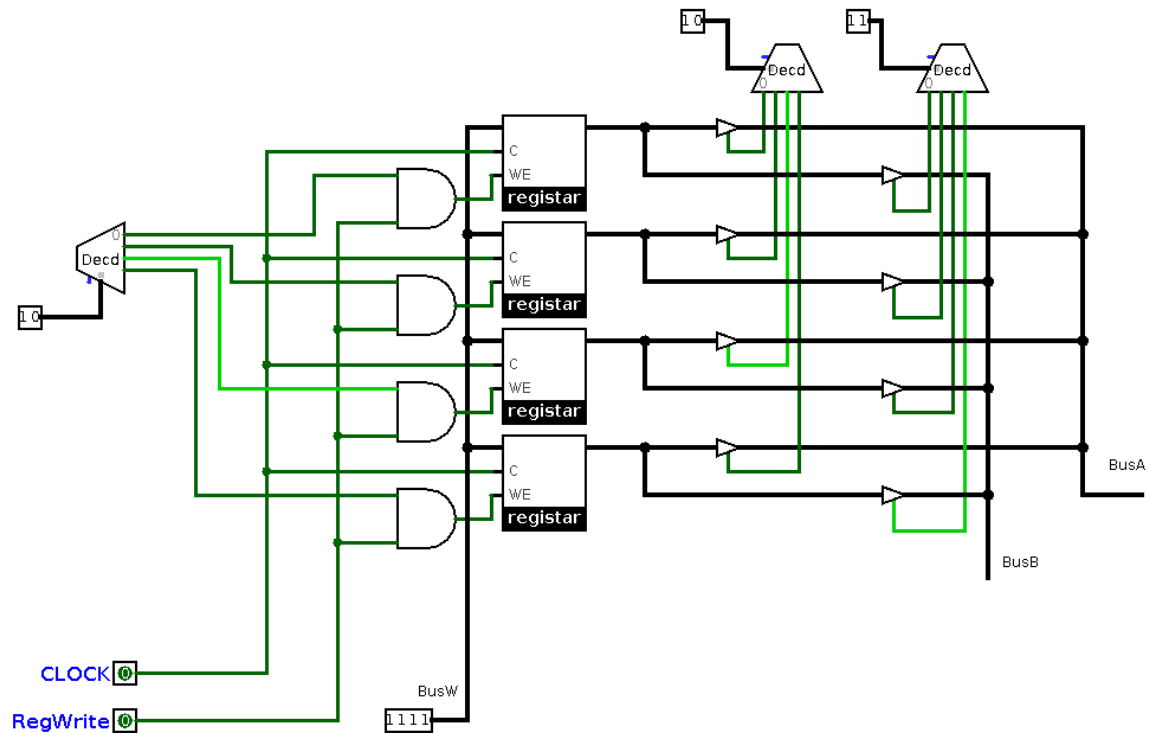 10
11
Decd
0
Decd
0
C
WE
registar
0
Decd
C
WE
registar
10
C
WE
registar
C
WE
registar
BusA
BusB
CLOCK 0
BusW
RegWrite 0
1111